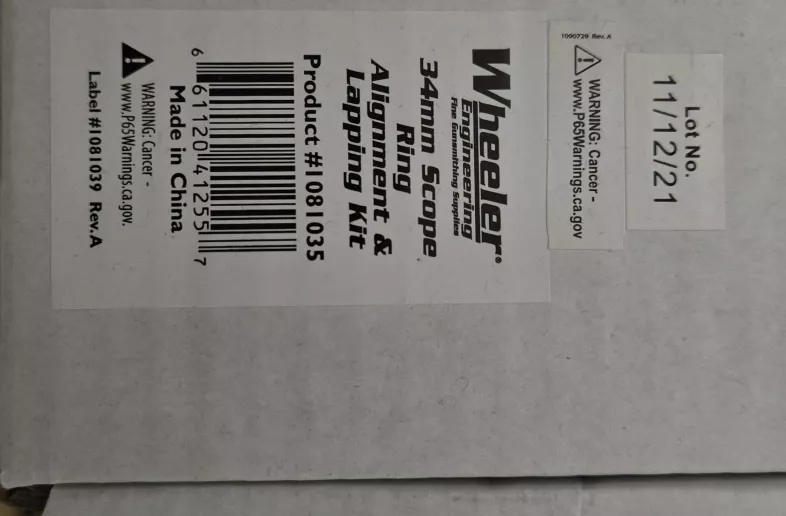 Wheeler®
Engineering
Fine Gunsmithing Supplies
34mm Scope
Ring
Alignment &
Lapping Kit
Product #1081035
6 61120 41255 7
Made in China
WARNING: Cancer -
www.P65Warnings.ca.gov.
Label #1081039 Rev.A
1090729 Rev.A
WARNING: Cancer -
www.P65Warnings.ca.gov
Lot No.
11/12/21